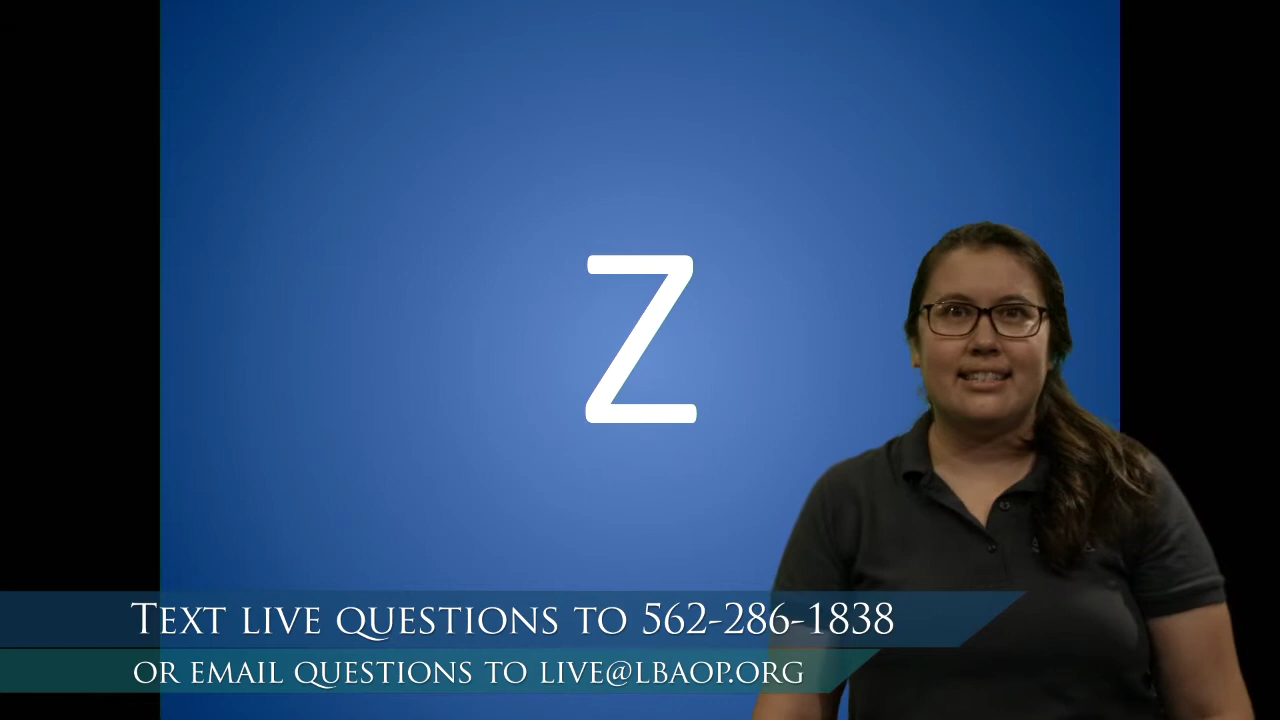 Z
TEXT LIVE QUESTIONS TO 562-286-1838
OR EMAIL QUESTIONS TO LIVE@LBAOP.ORG